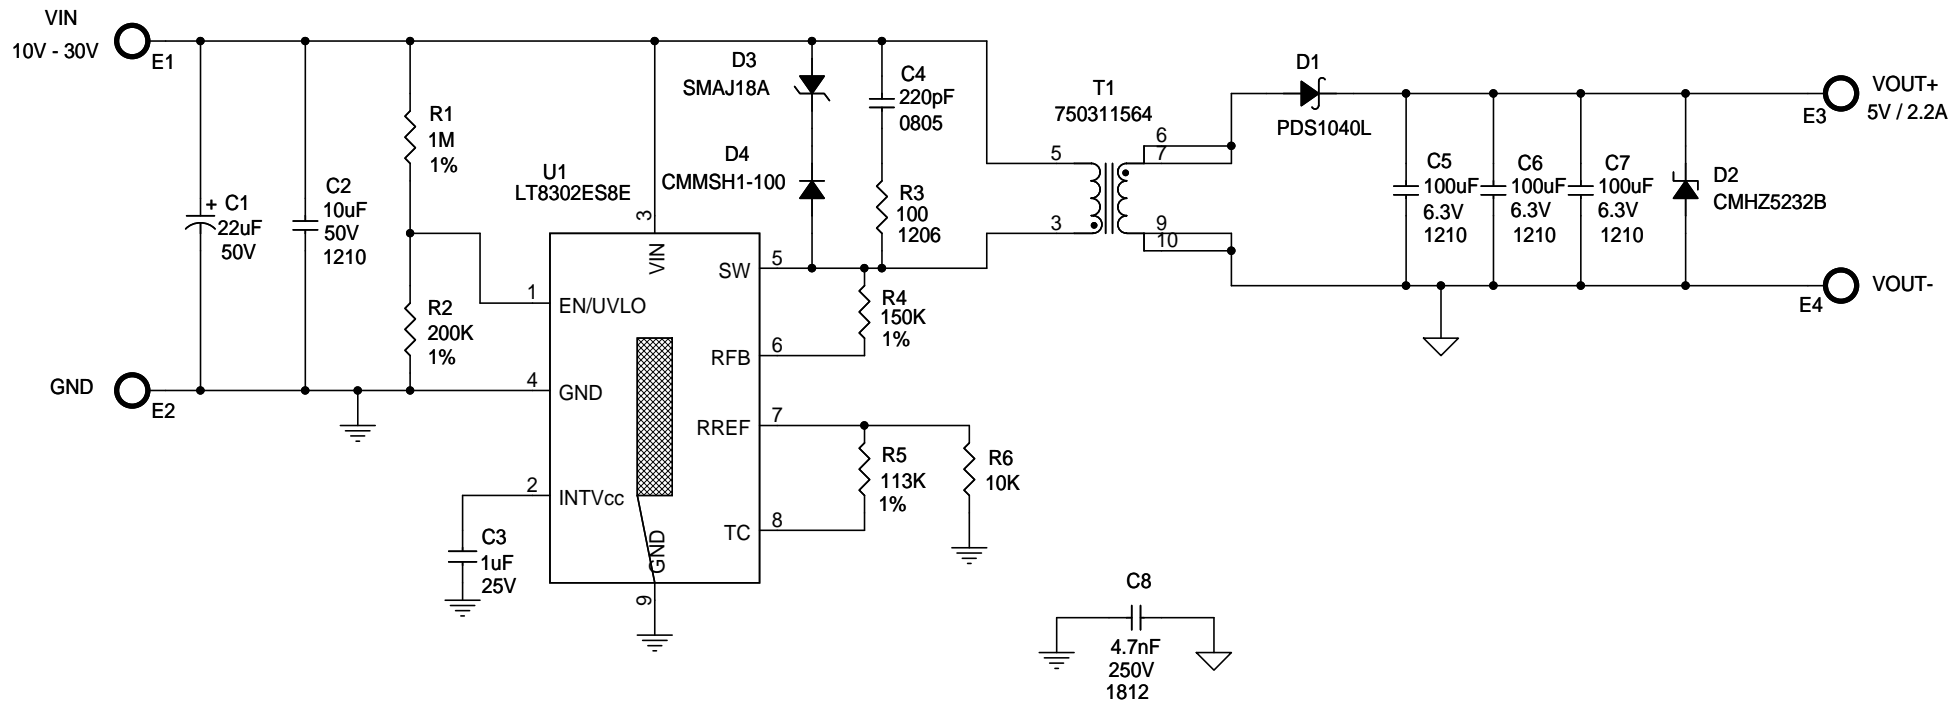 VIN
10V - 30V
E1
GND
E2
+
C1
22uF
50V
C2
10uF
50V
1210
R1
1M
1%
R2
200K
1%
C3
1uF
25V
U1
LT8302ES8E
3
VIN
1
EN/UVLO
4
GND
2
INTVcc
GND
9
SW
5
RFB
6
RREF
7
TC
8
D3
SMAJ18A
D4
CMMSH1-100
C4
220pF
0805
R3
100
1206
R4
150K
1%
R5
113K
1%
R6
10K
T1
750311564
5
3
6
7
9
10
D1
PDS1040L
C5
100uF
6.3V
1210
C6
100uF
6.3V
1210
C7
100uF
6.3V
1210
D2
CMHZ5232B
VOUT+
5V / 2.2A
E3
VOUT-
E4
C8
4.7nF
250V
1812